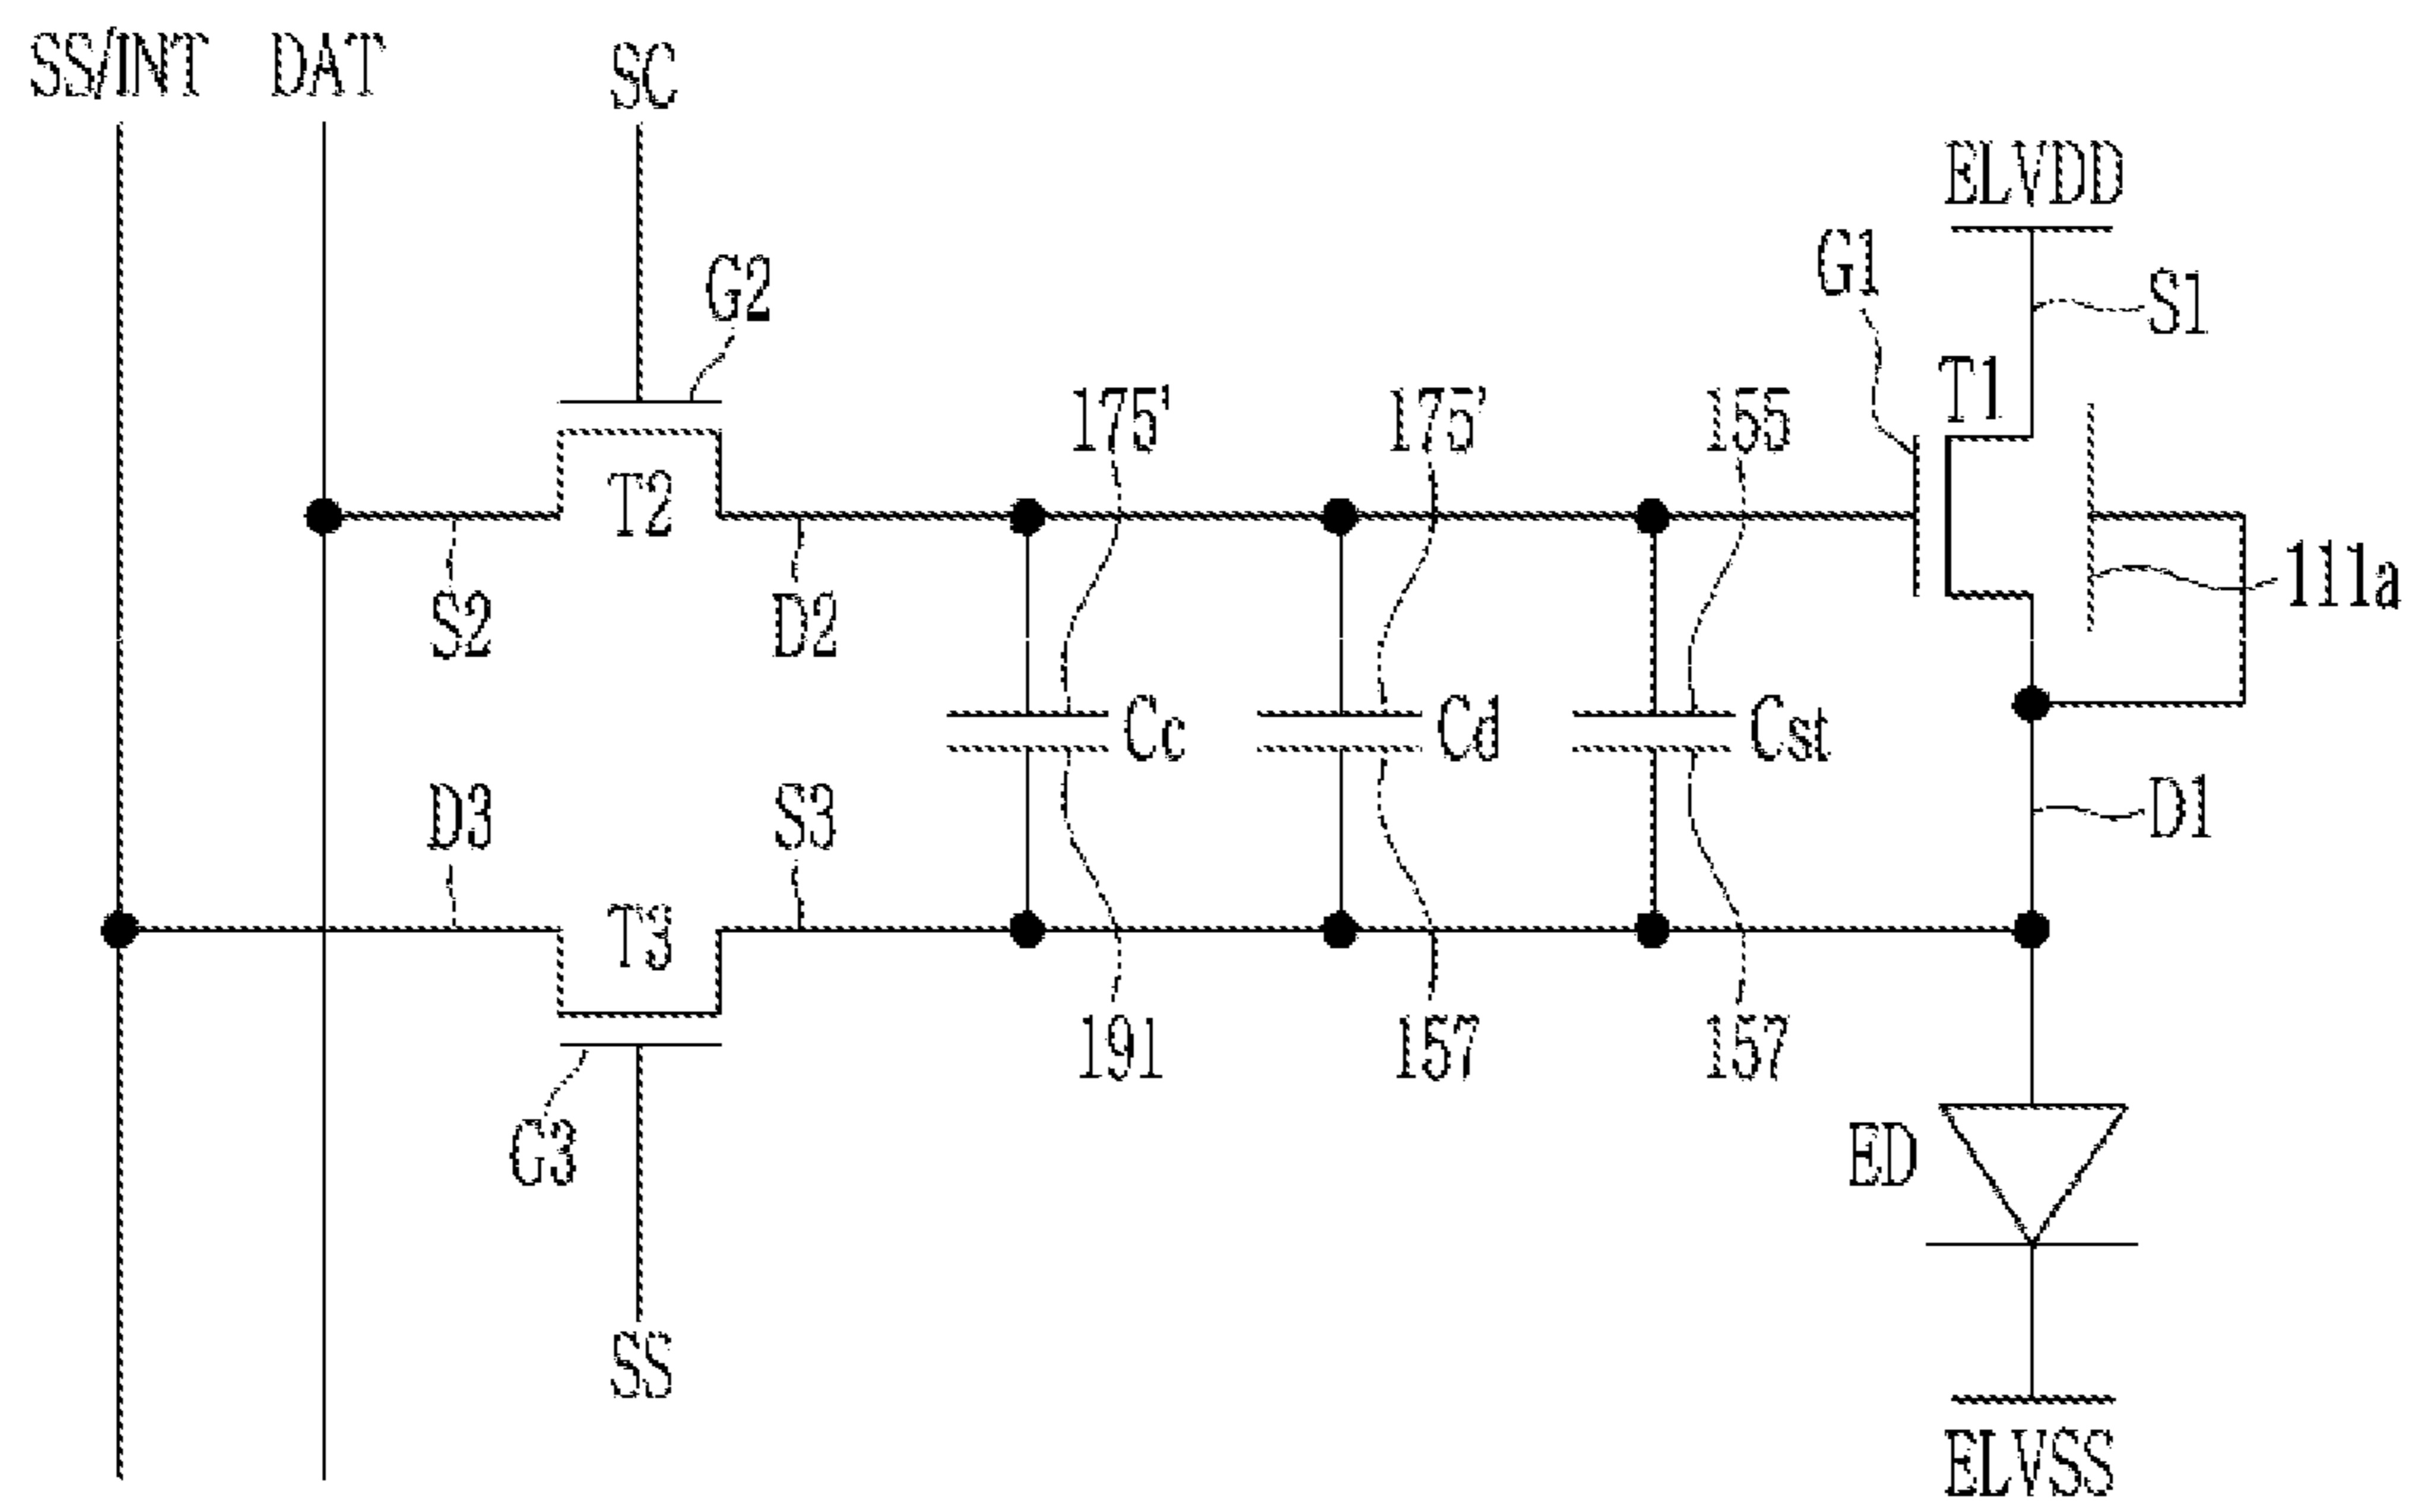 SS/INT
DAT
SC
ELVDD
G2
G1
S1
T1
175'
175'
155
T2
111a
S2
D2
Cc
Cd
Cst
D3
S3
D1
T3
191
157
157
G3
ED
SS
ELVSS